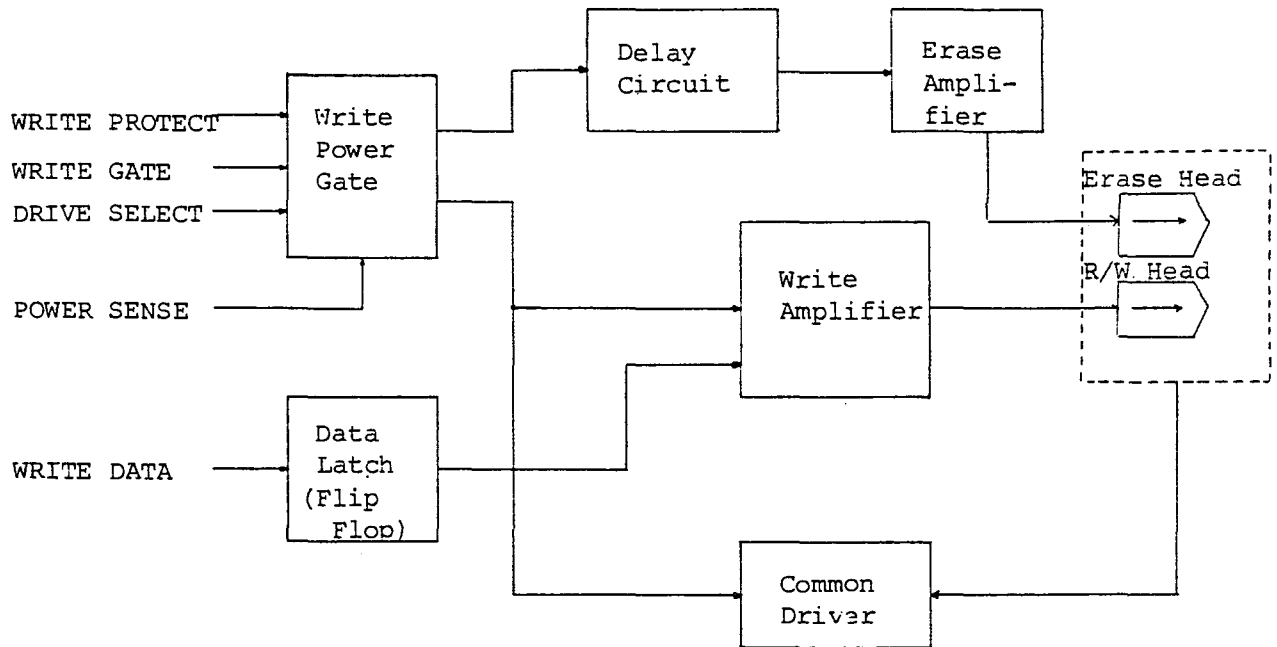 Delay
Circuit
Erase
Ampli-
fier
WRITE PROTECT
WRITE GATE
DRIVE SELECT
POWER SENSE
Write
Power
Gate
Erase Head
R/W Head
Write
Amplifier
WRITE DATA
Data
Latch
(Flip
Flop)
Common
Driver